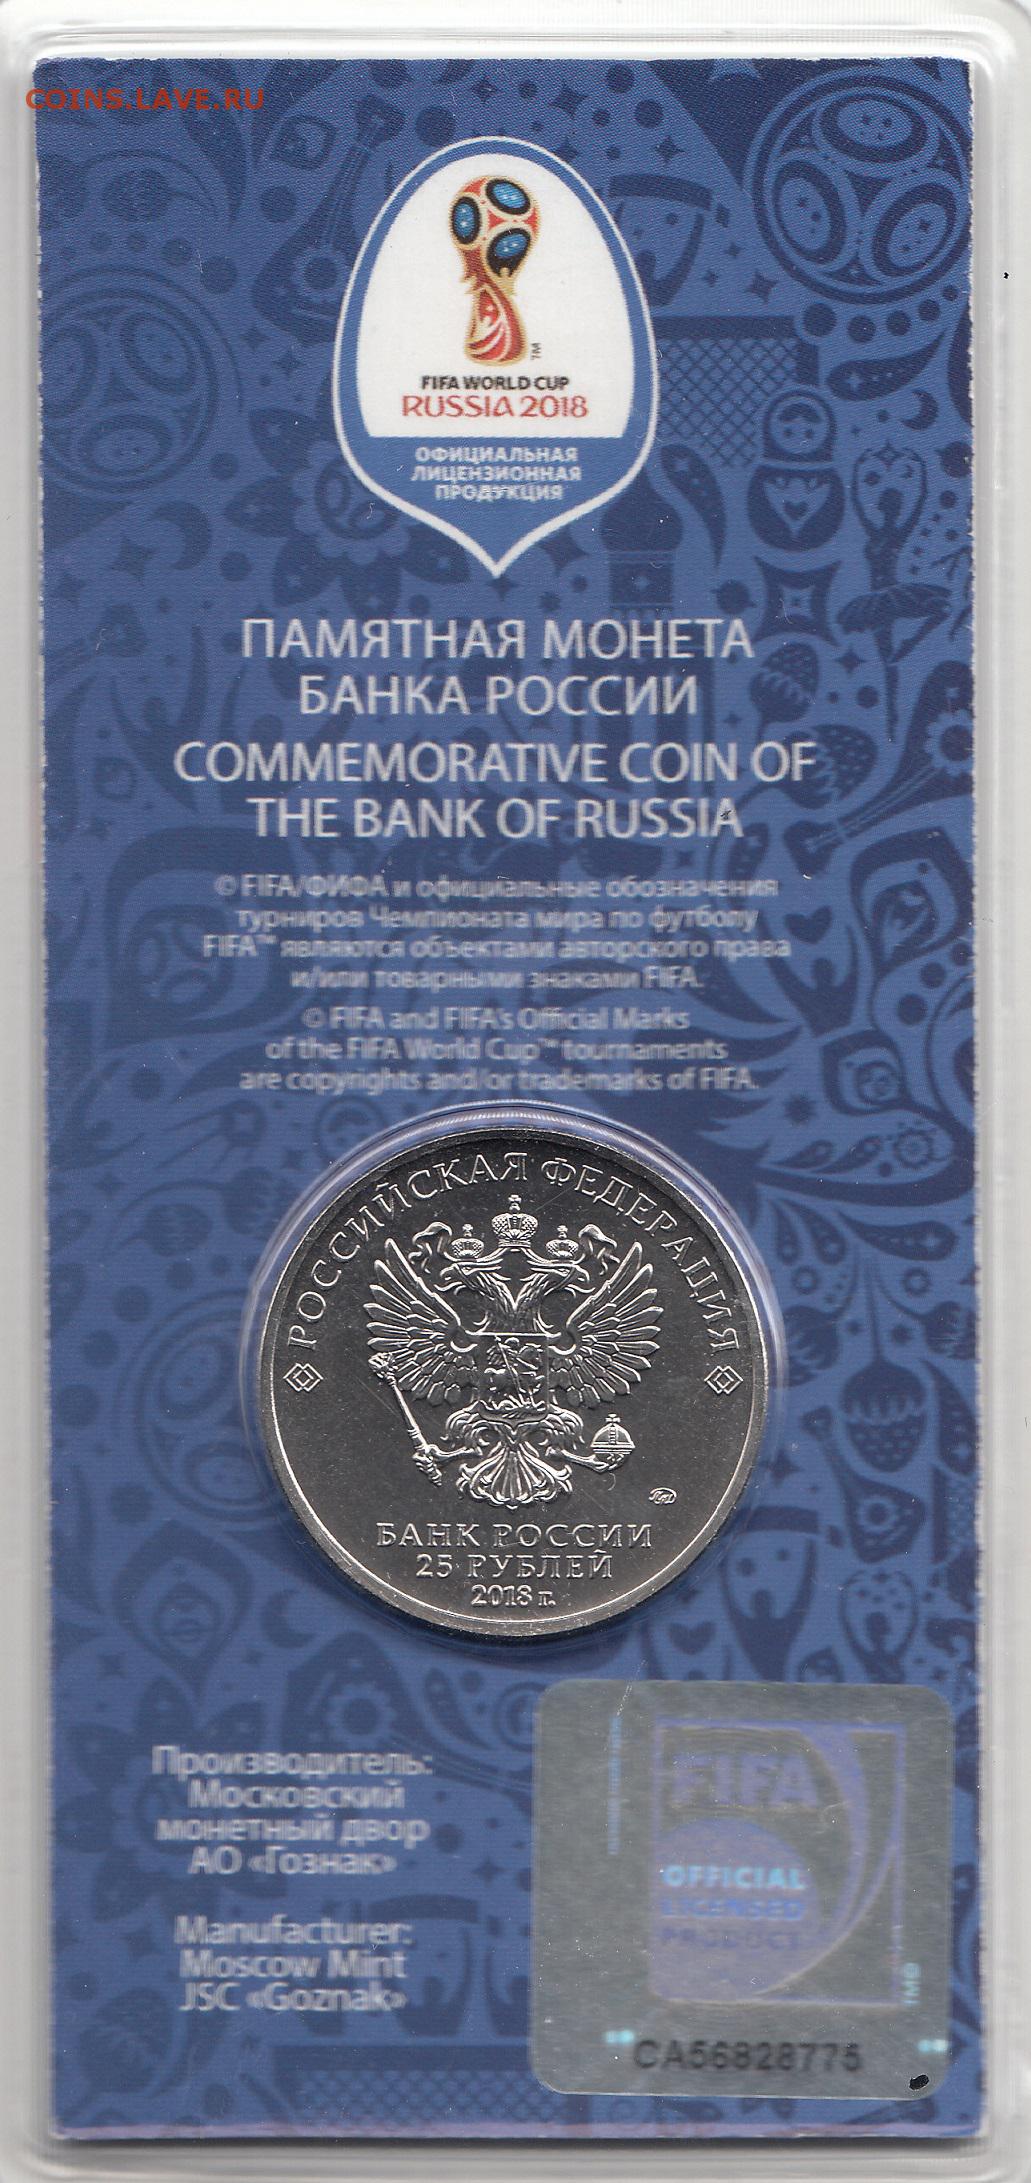 COINS.LAVE.RU
TM
FIFA WORLD CUP
RUSSIA 2018
ОФИЦИАЛЬНАЯ
ЛИЦЕНЗИОННАЯ
ПРОДУКЦИЯ
ПАМЯТНАЯ МОНЕТА
БАНКА РОССИИ
COMMEMORATIVE COIN OF
THE BANK OF RUSSIA
© FIFA/ФИФА и официальные обозначения
турниров Чемпионата мира по футболу
FIFA™ являются объектами авторского права
и/или товарными знаками FIFA.
© FIFA and FIFA's Official Marks
of the FIFA World Cup™ tournaments
are copyrights and/or trademarks of FIFA.
РОССИЙСКАЯ ФЕДЕРАЦИЯ
ММД
БАНК РОССИИ
25 РУБЛЕЙ
2018 г.
Производитель:
Московский
монетный двор
АО «Гознак»
Manufacturer:
Moscow Mint
JSC «Goznak»
FIFA
OFFICIAL
LICENSED
PRODUCT
CA56828775